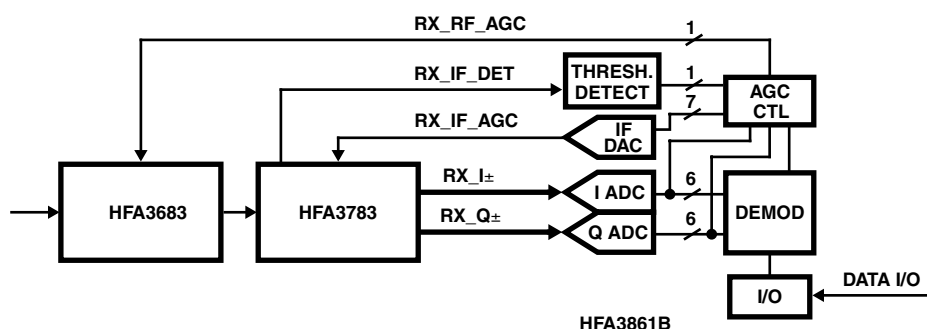 RX_RF_AGC
1
RX_IF_DET
THRESH.
DETECT
1
AGC
CTL
7
RX_IF_AGC
IF
DAC
HFA3683
HFA3783
RX_I±
I ADC
6
RX_Q±
Q ADC
6
DEMOD
I/O
DATA I/O
HFA3861B